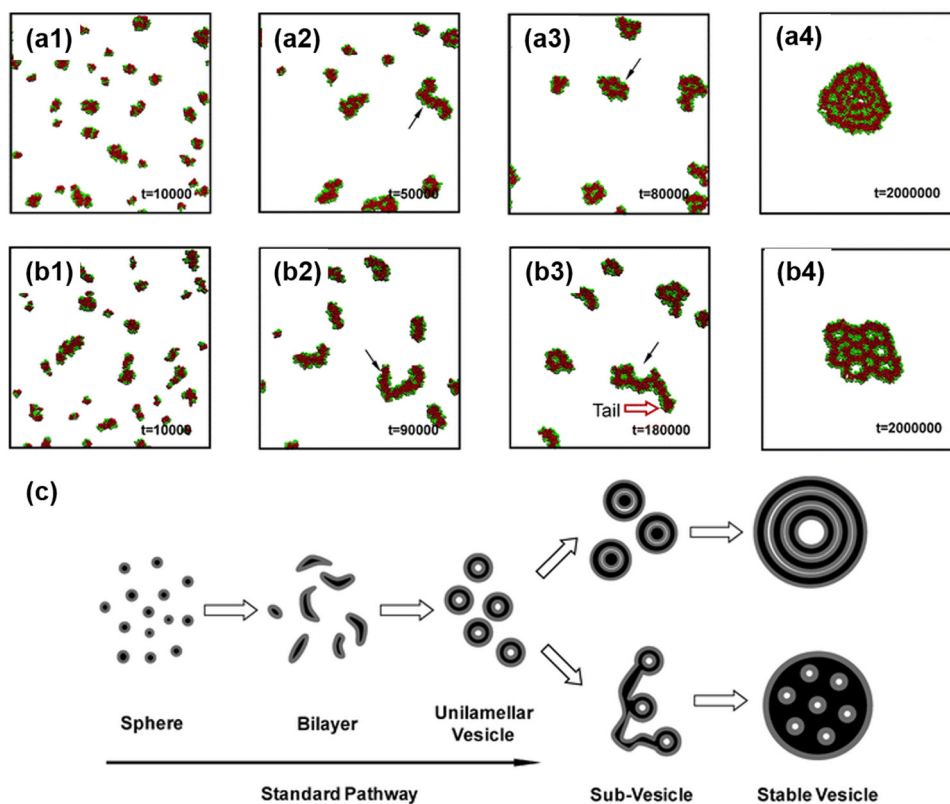 (a1)
t=10000
(a2)
t=50000
(a3)
t=80000
(a4)
t=2000000
(b1)
t=10000
(b2)
t=90000
(b3)
Tail
t=180000
(b4)
t=2000000
(c)
Sphere
Bilayer
Unilamellar
Vesicle
Standard Pathway
Sub-Vesicle
Stable Vesicle